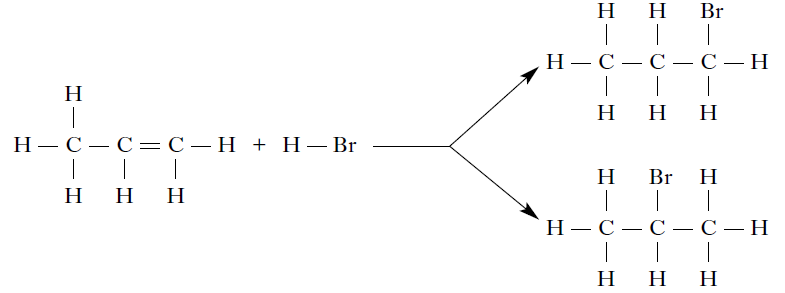 H
H — C — C = C — H + H — Br
H H H
H H Br
H — C — C — C — H
H H H
H Br H
H — C — C — C — H
H H H